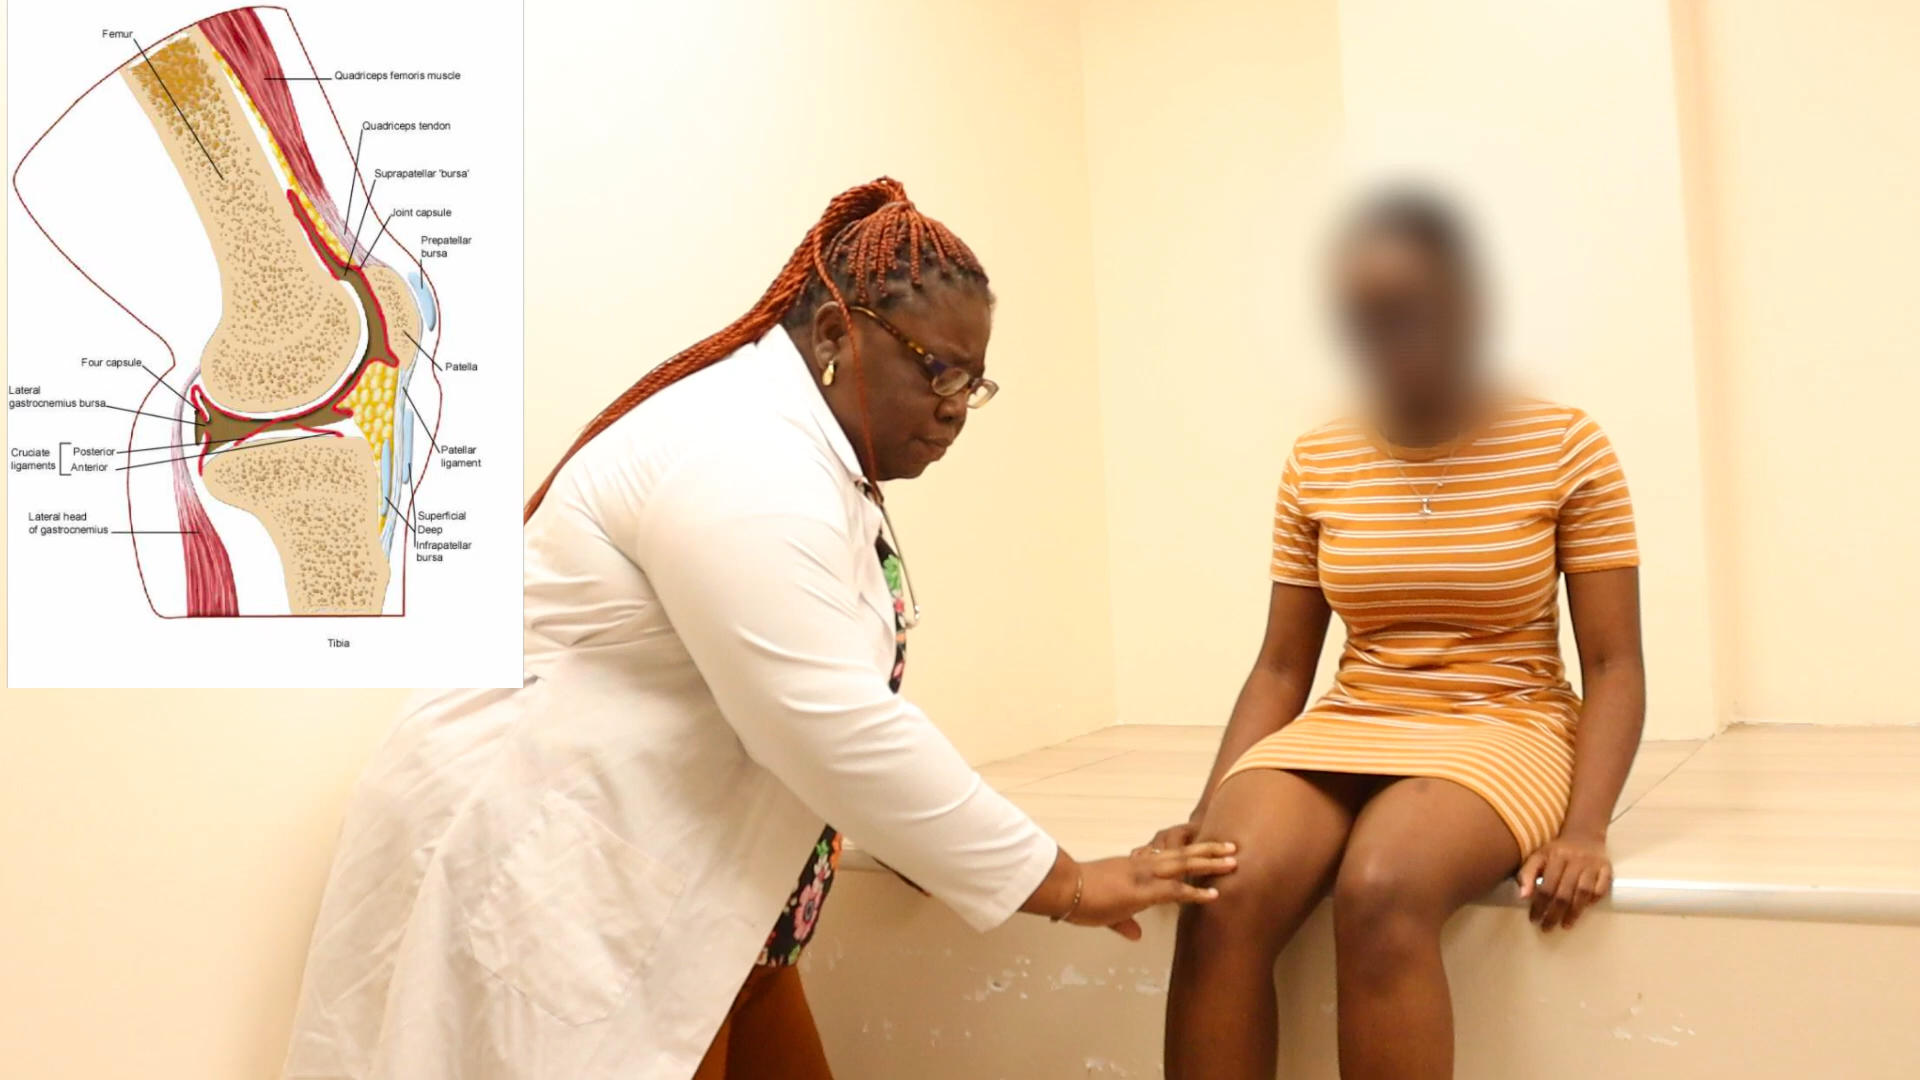 Femur
Quadriceps femoris muscle
Quadriceps tendon
Suprapatellar 'bursa'
Joint capsule
Prepatellar
bursa
Four capsule
Patella
Lateral
gastrocnemius bursa
Cruciate
ligaments
Posterior
Anterior
Patellar
ligament
Lateral head
of gastrocnemius
Superficial
Deep
Infrapatellar
bursa
Tibia